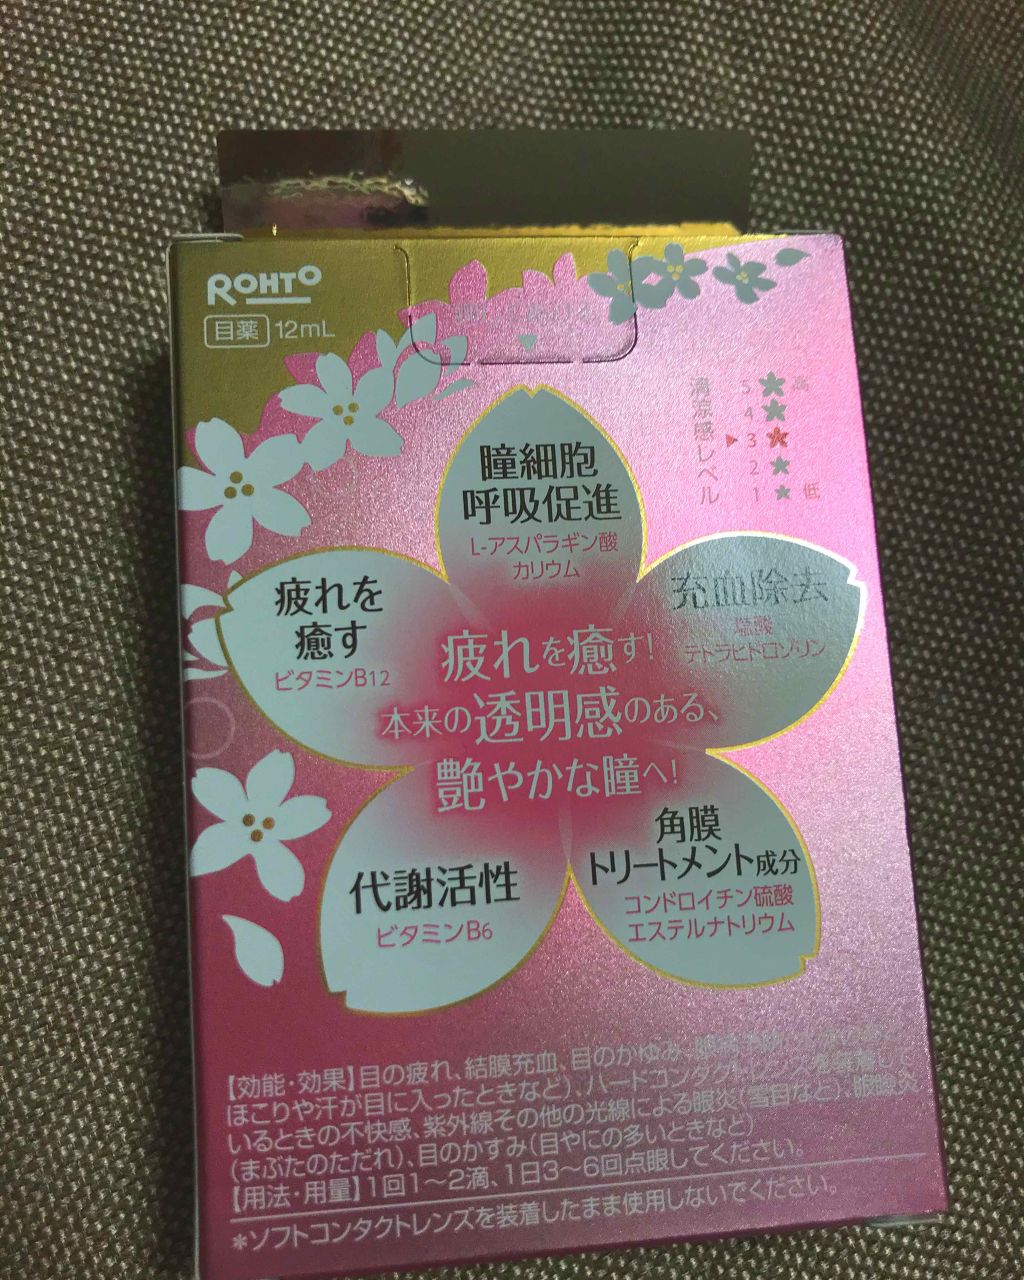 ROHTO
目薬 12mL
清涼感レベル
5 高
4
3
2
1 低
瞳細胞
呼吸促進
L-アスパラギン酸
カリウム
疲れを
癒す
ビタミンB12
充血除去
塩酸
テトラヒドロゾリン
疲れを癒す!
本来の透明感のある、
艶やかな瞳へ!
代謝活性
ビタミンB6
角膜
トリートメント成分
コンドロイチン硫酸
エステルナトリウム
【効能・効果】目の疲れ、結膜充血、目のかゆみ、
ほこりや汗が目に入ったときなど)、ハードコンタクトレンズを装着し
いるときの不快感、紫外線その他の光線による眼炎(雪目など)、眼瞼炎
(まぶたのただれ)、目のかすみ(目やにの多いときなど)
【用法・用量】1回1〜2滴、1日3〜6回点眼してください。
*ソフトコンタクトレンズを装着したまま使用しないでください。